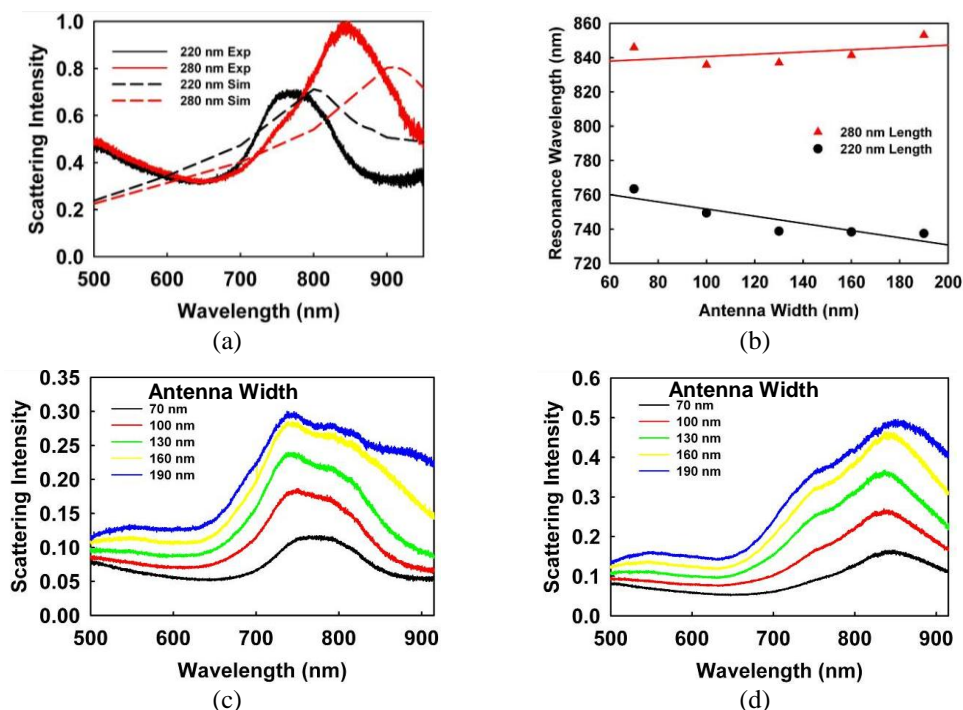 1.0
0.8
0.6
0.4
0.2
0.0
Scattering Intensity
220 nm Exp
280 nm Exp
220 nm Sim
280 nm Sim
500 600 700 800 900
Wavelength (nm)
(a)
860
840
820
800
780
760
740
720
Resonance Wavelength (nm)
280 nm Length
220 nm Length
60 80 100 120 140 160 180 200
Antenna Width (nm)
(b)
0.35
0.30
0.25
0.20
0.15
0.10
0.05
0.00
Scattering Intensity
Antenna Width
70 nm
100 nm
130 nm
160 nm
190 nm
500 600 700 800 900
Wavelength (nm)
(c)
0.6
0.5
0.4
0.3
0.2
0.1
0.0
Scattering Intensity
Antenna Width
70 nm
100 nm
130 nm
160 nm
190 nm
500 600 700 800 900
Wavelength (nm)
(d)